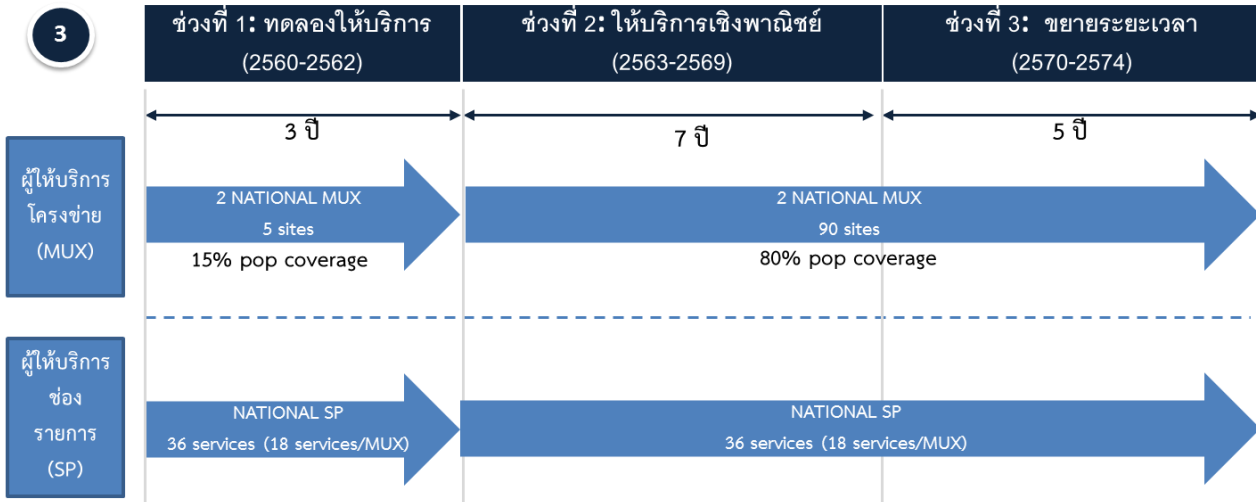 3
ช่วงที่ 1: ทดลองให้บริการ
(2560-2562)
ช่วงที่ 2: ให้บริการเชิงพาณิชย์
(2563-2569)
ช่วงที่ 3: ขยายระยะเวลา
(2570-2574)
3 ปี
7 ปี
5 ปี
ผู้ให้บริการ
โครงข่าย
(MUX)
2 NATIONAL MUX
5 sites
15% pop coverage
2 NATIONAL MUX
90 sites
80% pop coverage
ผู้ให้บริการ
ช่อง
รายการ
(SP)
NATIONAL SP
36 services (18 services/MUX)
NATIONAL SP
36 services (18 services/MUX)